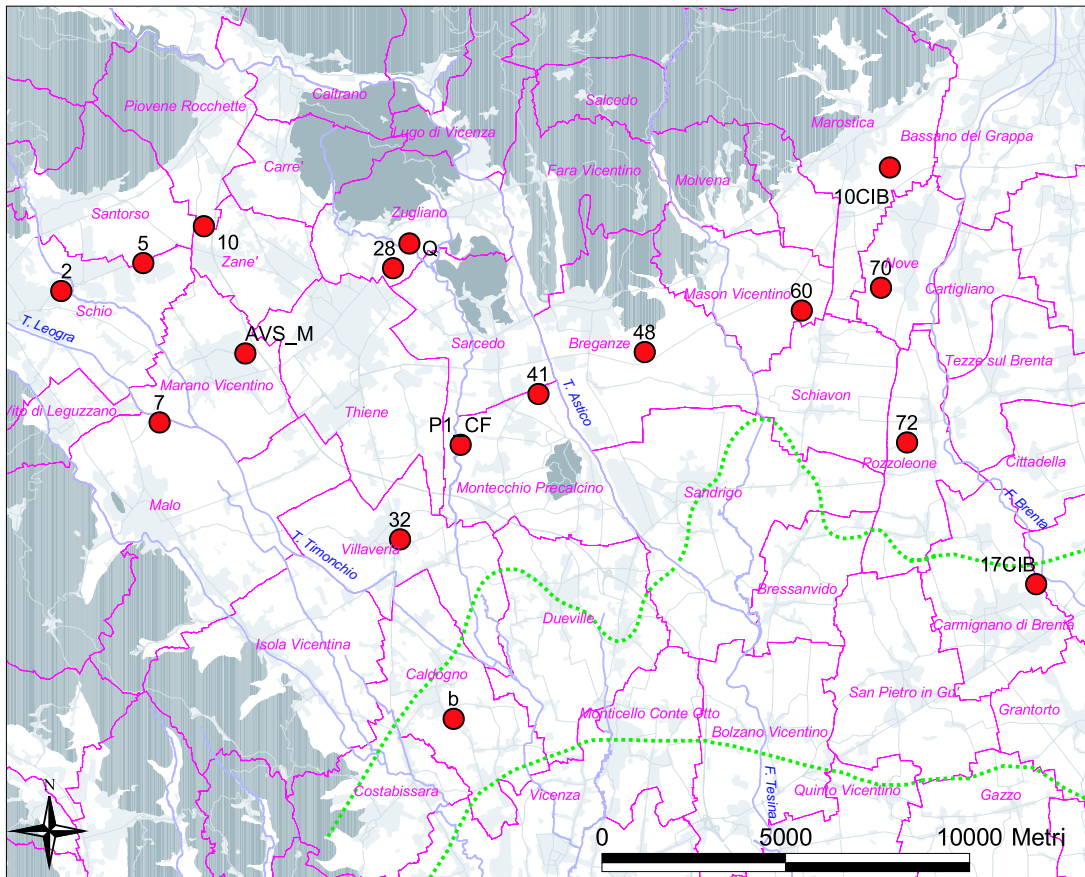 Caltrano
Piovene Rocchette
Salcedo
Lugo di Vicenza
Marostica
Bassano del Grappa
Carre'
Fara Vicentino
Molvena
10CIB
Santorso
Zugliano
10
5
28
Q
Zane'
Nove
2
70
Cartigliano
Mason Vicentino
60
Schio
T. Leogra
AVS_M
Sarcedo
Breganze
48
Tezze sul Brenta
Marano Vicentino
41
T. Astico
Schiavon
Vito di Leguzzano
7
Thiene
P1_CF
72
Pozzoleone
Cittadella
Malo
Montecchio Precalcino
Sandrigo
F. Brenta
32
T. Timonchio
Villaverla
17CIB
Bressanvido
Dueville
Carmignano di Brenta
Isola Vicentina
Caldogno
b
San Pietro in Gu'
Grantorto
Monticello Conte Otto
Bolzano Vicentino
F. Tesina
Costabissara
Vicenza
Quinto Vicentino
Gazzo
N
0
5000
10000 Metri